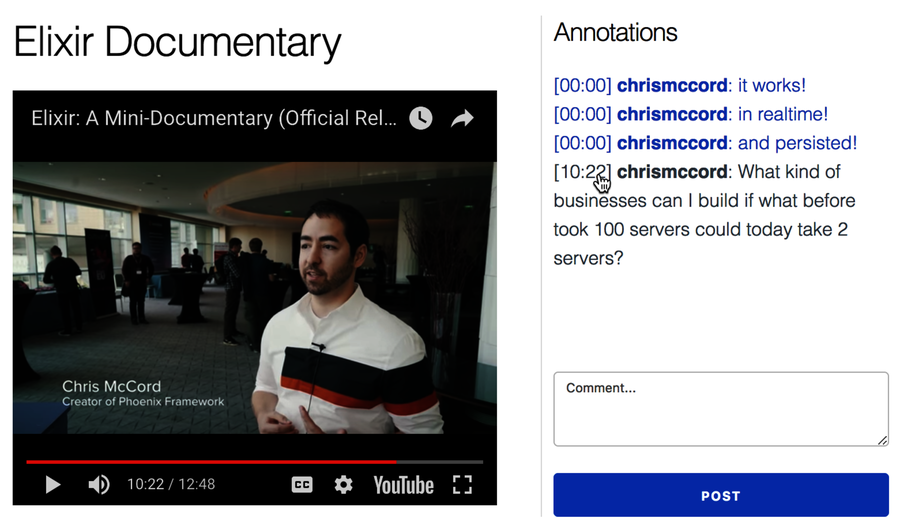 Elixir Documentary
Elixir: A Mini-Documentary (Official Rel...
Chris McCord
Creator of Phoenix Framework
10:22 / 12:48
CC
YouTube
Annotations
[00:00] chrismccord: it works!
[00:00] chrismccord: in realtime!
[00:00] chrismccord: and persisted!
[10:22] chrismccord: What kind of
businesses can I build if what before
took 100 servers could today take 2
servers?
Comment...
POST